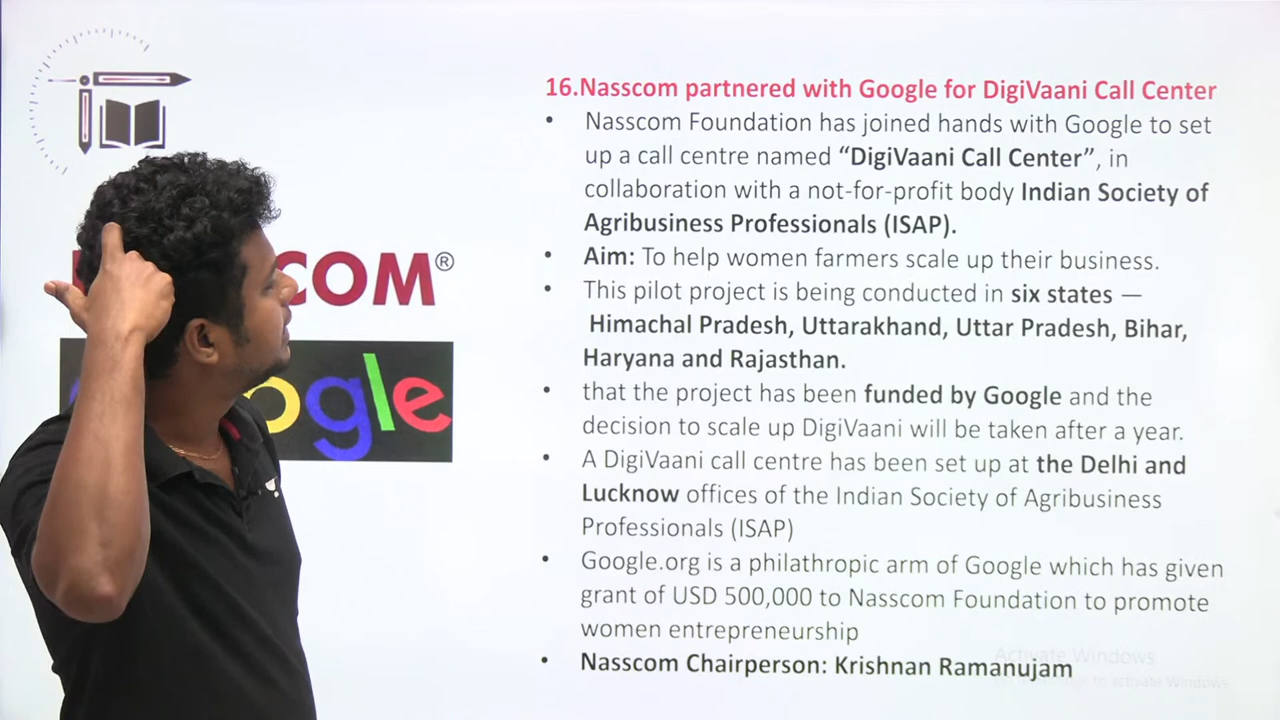 16.Nasscom partnered with Google for DigiVaani Call Center
• Nasscom Foundation has joined hands with Google to set
up a call centre named “DigiVaani Call Center”, in
collaboration with a not-for-profit body Indian Society of
Agribusiness Professionals (ISAP).
• Aim: To help women farmers scale up their business.
• This pilot project is being conducted in six states —
Himachal Pradesh, Uttarakhand, Uttar Pradesh, Bihar,
Haryana and Rajasthan.
• that the project has been funded by Google and the
decision to scale up DigiVaani will be taken after a year.
• A DigiVaani call centre has been set up at the Delhi and
Lucknow offices of the Indian Society of Agribusiness
Professionals (ISAP)
• Google.org is a philathropic arm of Google which has given
grant of USD 500,000 to Nasscom Foundation to promote
women entrepreneurship
• Nasscom Chairperson: Krishnan Ramanujam
COM®
ogle
Activate Windows
to activate Windows.